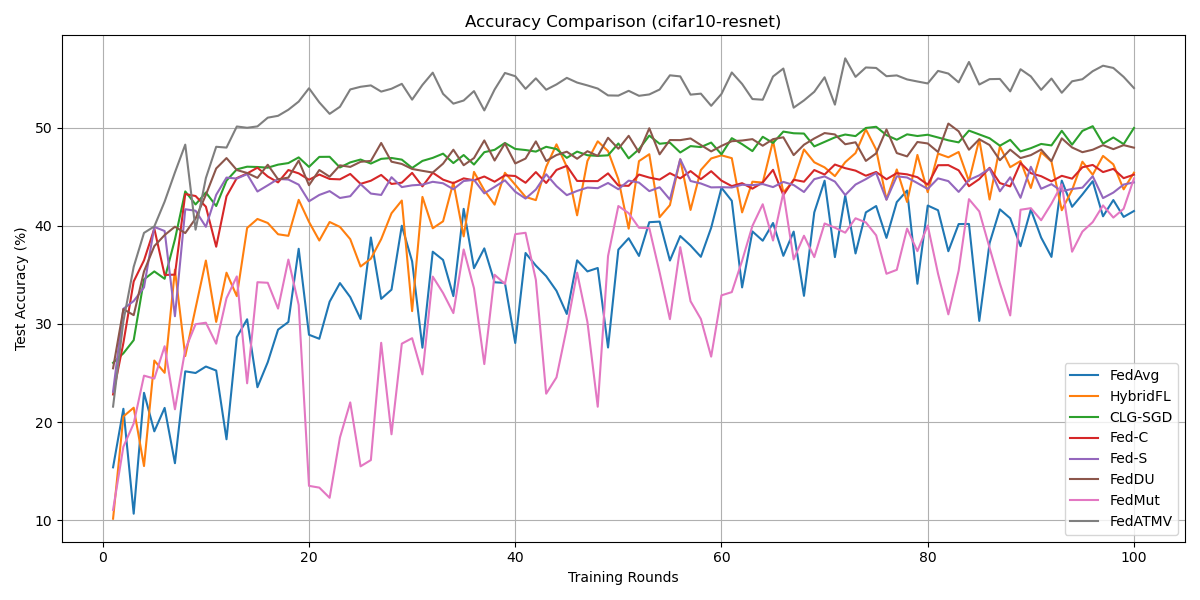 Accuracy Comparison (cifar10-resnet)
Test Accuracy (%)
50
40
30
20
10
0
20
40
60
80
100
Training Rounds
FedAvg
HybridFL
CLG-SGD
Fed-C
Fed-S
FedDU
FedMut
FedATMV